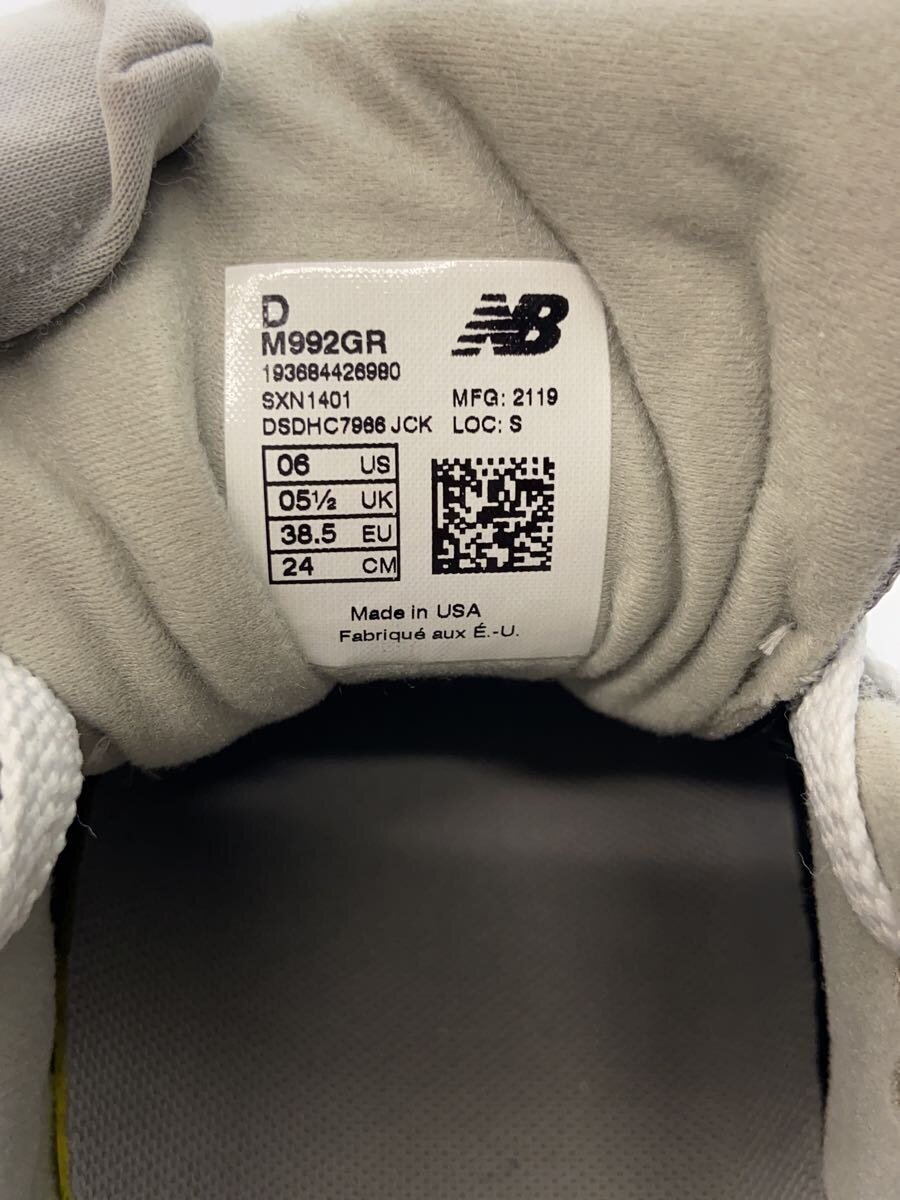 D
NB
M992GR
193684426980
SXN1401
MFG: 2119
DSDHC7966 JCK
LOC: S
06 US
05½ UK
38.5 EU
24 CM
Made in USA
Fabriqué aux É.-U.